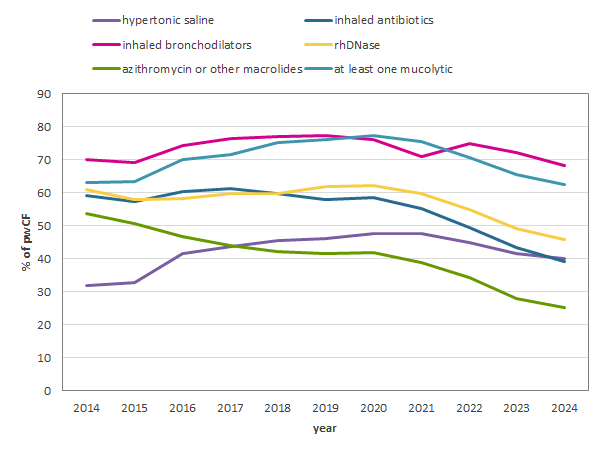 hypertonic saline
inhaled antibiotics
inhaled bronchodilators
rhDNase
azithromycin or other macrolides
at least one mucolytic
90
80
70
60
50
40
30
20
10
0
% of pwCF
2014 2015 2016 2017 2018 2019 2020 2021 2022 2023 2024
year